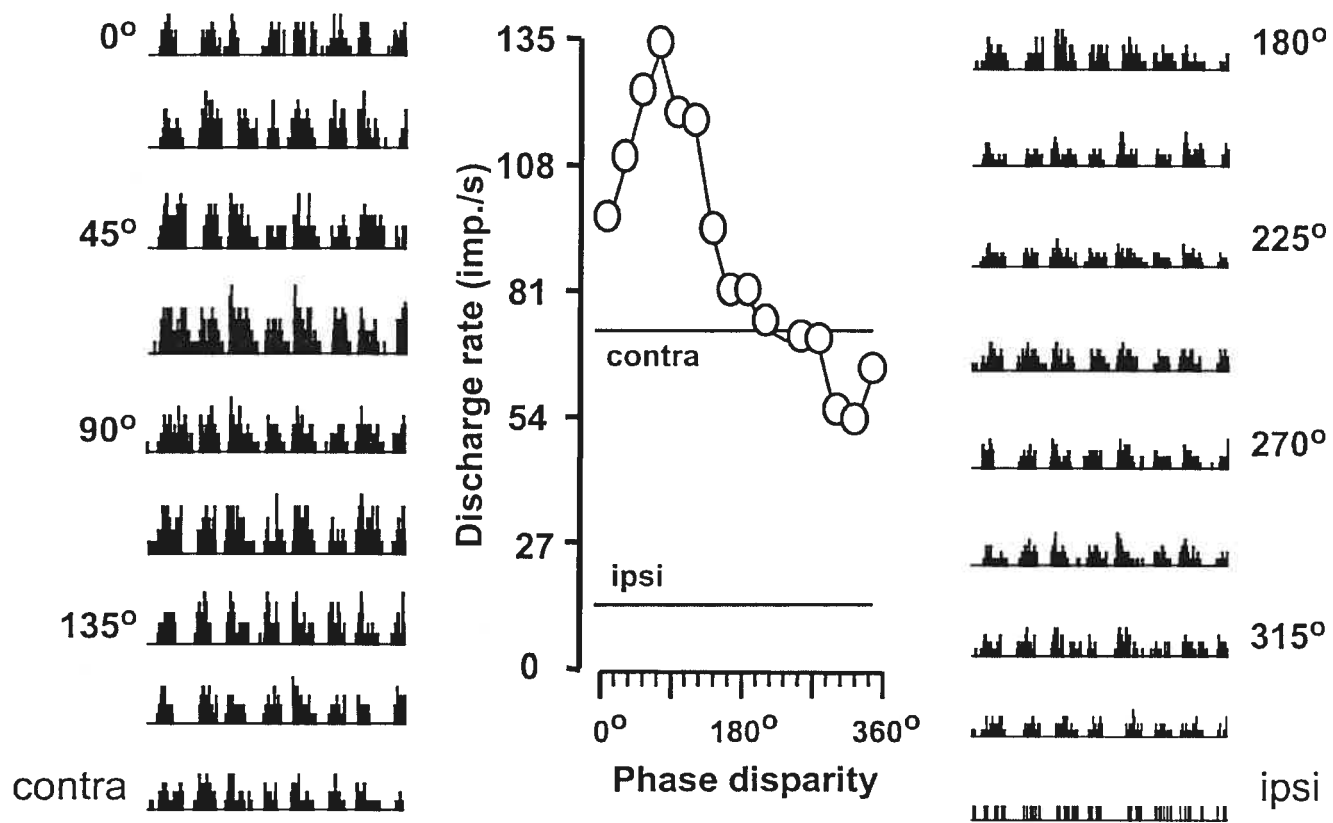 0°
45°
90°
135°
contra
Discharge rate (imp./s)
135
108
81
54
27
0
contra
ipsi
0° 180° 360°
Phase disparity
180°
225°
270°
315°
ipsi